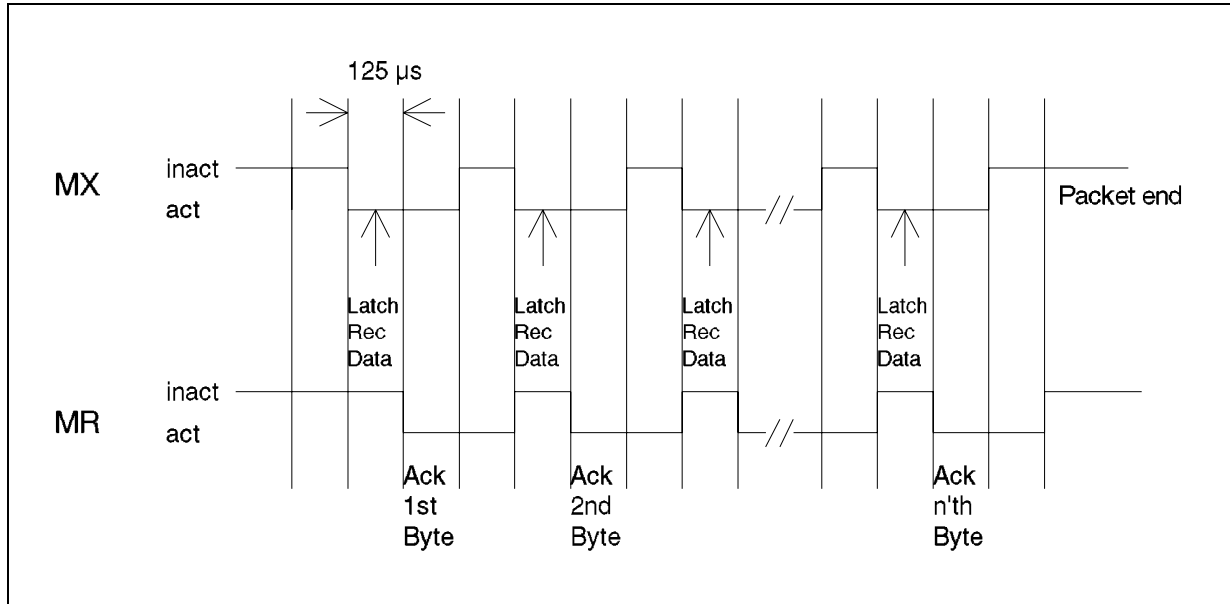 125 µs
MX
inact
act
Packet end
Latch
Rec
Data
Latch
Rec
Data
Latch
Rec
Data
Latch
Rec
Data
MR
inact
act
Ack
1st
Byte
Ack
2nd
Byte
Ack
n'th
Byte